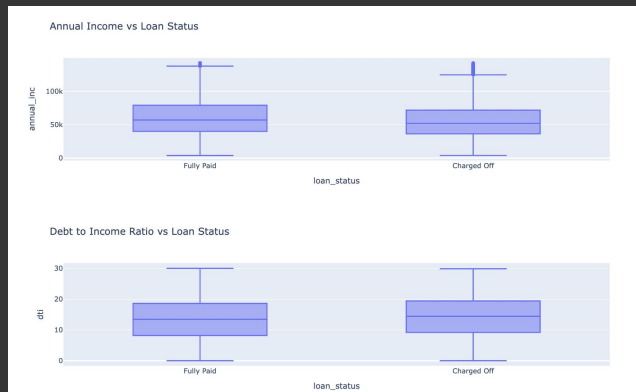 Annual Income vs Loan Status
100k
50k
0
annual_inc
Fully Paid
Charged Off
loan_status
Debt to Income Ratio vs Loan Status
30
20
10
0
dti
Fully Paid
Charged Off
loan_status